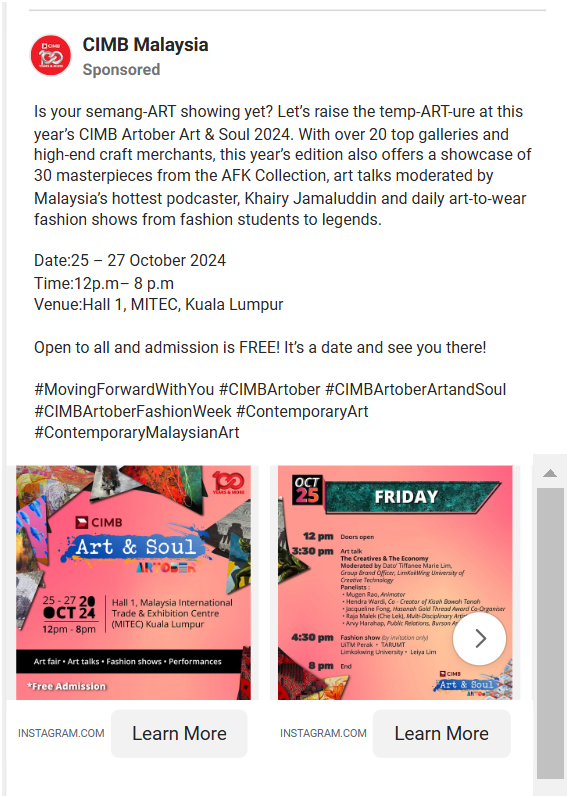 CIMB Malaysia
Sponsored
Is your semang-ART showing yet? Let's raise the temp-ART-ure at this
year's CIMB Artober Art & Soul 2024. With over 20 top galleries and
high-end craft merchants, this year's edition also offers a showcase of
30 masterpieces from the AFK Collection, art talks moderated by
Malaysia's hottest podcaster, Khairy Jamaluddin and daily art-to-wear
fashion shows from fashion students to legends.
Date:25 – 27 October 2024
Time:12p.m– 8 p.m
Venue:Hall 1, MITEC, Kuala Lumpur
Open to all and admission is FREE! It's a date and see you there!
#MovingForwardWithYou #CIMBArtober #CIMBArtoberArtandSoul
#CIMBArtoberFashionWeek #ContemporaryArt
#ContemporaryMalaysianArt
100
YEARS & MORE
CIMB
Art & Soul
ARTOBER
25 - 27 20
OCT 24
12pm - 8pm
Hall 1, Malaysia International
Trade & Exhibition Centre
(MITEC) Kuala Lumpur
Art fair • Art talks • Fashion shows • Performances
*Free Admission
OCT
25
FRIDAY
12 pm Doors open
3:30 pm Art talk
The Creatives & The Economy
Moderated by Dato' Tiffanee Marie Lim,
Group Brand Officer, LimKokWing University of
Creative Technology
Panelists :
• Mugen Rao, Animator
• Hendra Wardi, Co - Creator of Kisah Bawah Tanah
• Jacqueline Fong, Hasanah Gold Thread Award Co-Organiser
• Raja Malek (Che Lek), Multi-Disciplinary
• Arvy Harahap, Public Relations, Burson
4:30 pm Fashion show (by invitation only)
UiTM Perak • TARUMT
Limkokwing University • Leiya Lim
8 pm End
CIMB
Art & Soul
ARTOBER
INSTAGRAM.COM
Learn More
INSTAGRAM.COM
Learn More